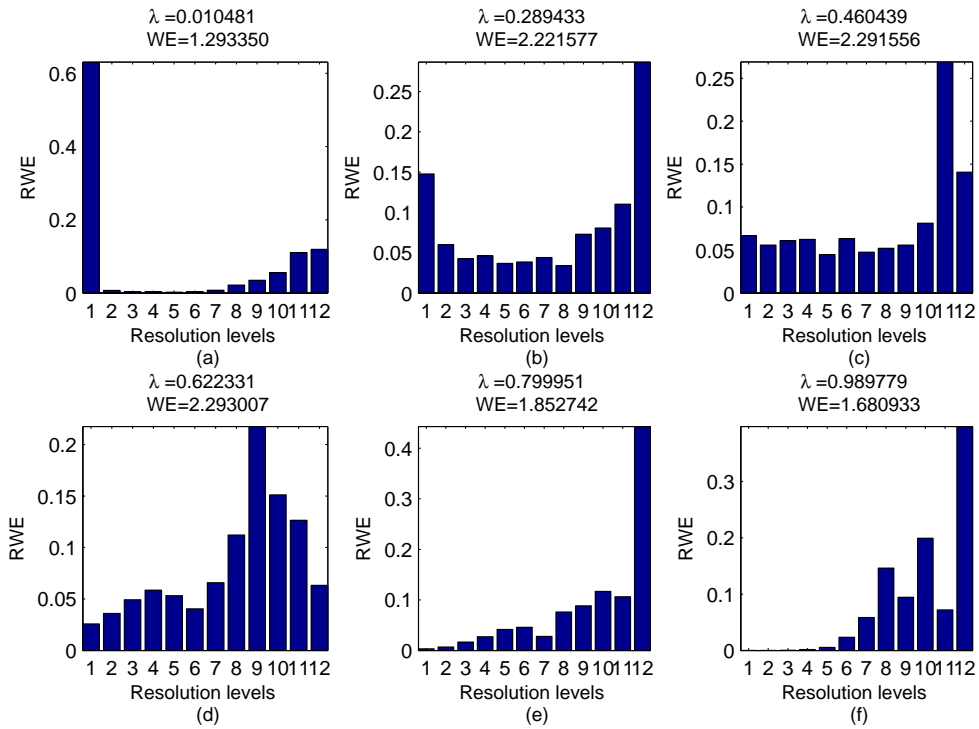 λ =0.010481
WE=1.293350
λ =0.289433
WE=2.221577
λ =0.460439
WE=2.291556
0.6
0.4
0.2
0
RWE
1 2 3 4 5 6 7 8 9 10 11 12
Resolution levels
(a)
0.25
0.2
0.15
0.1
0.05
0
RWE
1 2 3 4 5 6 7 8 9 10 11 12
Resolution levels
(b)
0.25
0.2
0.15
0.1
0.05
0
RWE
1 2 3 4 5 6 7 8 9 10 11 12
Resolution levels
(c)
λ =0.622331
WE=2.293007
λ =0.799951
WE=1.852742
λ =0.989779
WE=1.680933
0.2
0.15
0.1
0.05
0
RWE
1 2 3 4 5 6 7 8 9 10 11 12
Resolution levels
(d)
0.4
0.3
0.2
0.1
0
RWE
1 2 3 4 5 6 7 8 9 10 11 12
Resolution levels
(e)
0.3
0.2
0.1
0
RWE
1 2 3 4 5 6 7 8 9 10 11 12
Resolution levels
(f)